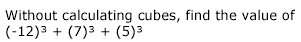 Without calculating cubes, find the value of
(-12)³ + (7)³ + (5)³